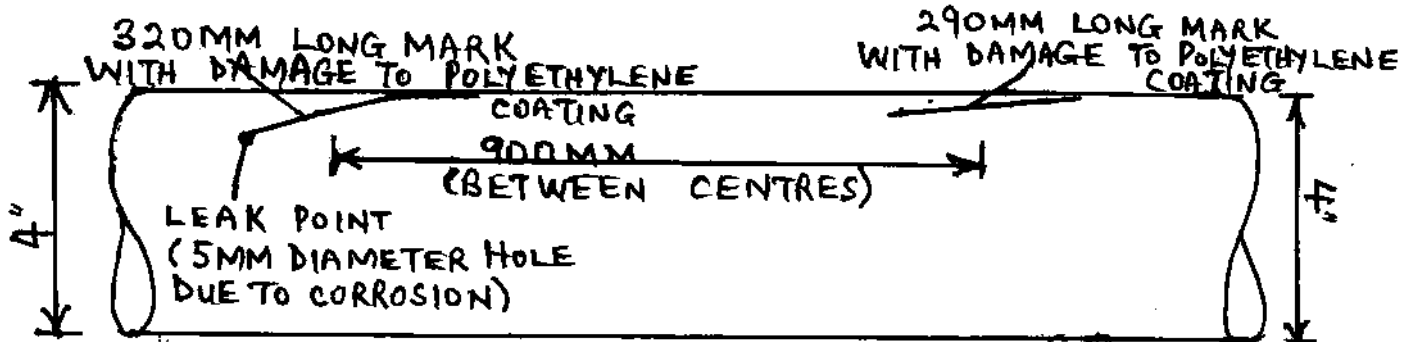 320MM LONG MARK
WITH DAMAGE TO POLYETHYLENE
COATING
290MM LONG MARK
WITH DAMAGE TO POLYETHYLENE
COATING
900MM
(BETWEEN CENTRES)
4"
4"
LEAK POINT
(5MM DIAMETER HOLE
DUE TO CORROSION)